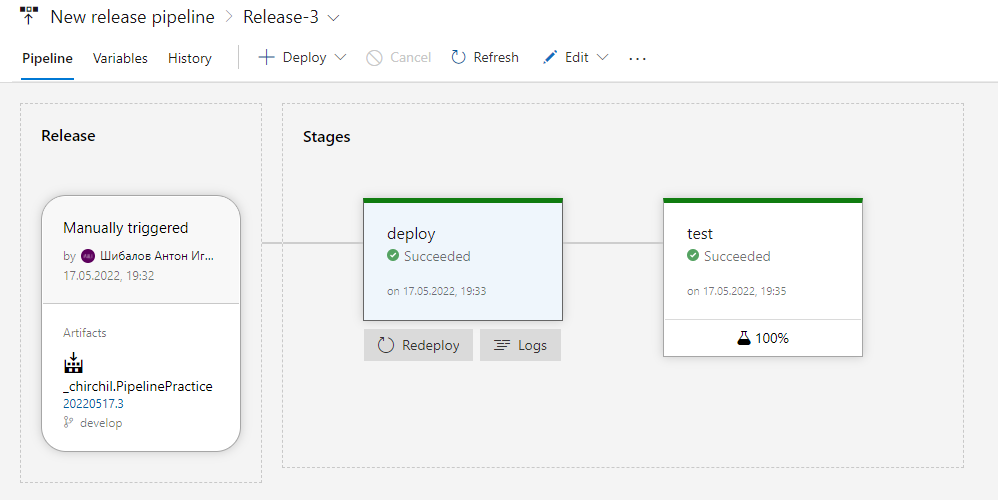 New release pipeline > Release-3
Pipeline Variables History Deploy Cancel Refresh Edit ...
Release
Manually triggered
by Шибалов Антон Иг...
17.05.2022, 19:32
Artifacts
_chirchil.PipelinePractice
20220517.3
develop
Stages
deploy
Succeeded
on 17.05.2022, 19:33
Redeploy Logs
test
Succeeded
on 17.05.2022, 19:35
100%